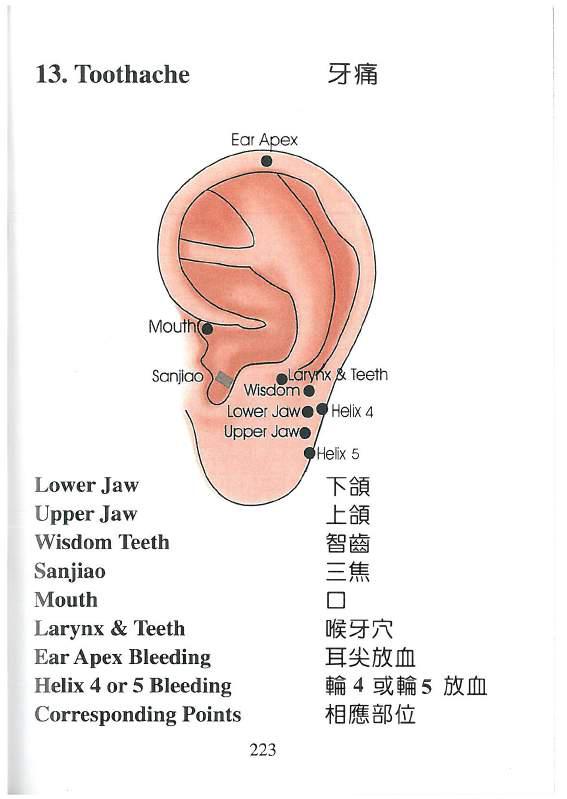 13. Toothache 牙痛
Ear Apex
Mouth
Sanjiao
Larynx & Teeth
Wisdom
Lower Jaw
Helix 4
Upper Jaw
Helix 5
Lower Jaw 下頜
Upper Jaw 上頜
Wisdom Teeth 智齒
Sanjiao 三焦
Mouth 口
Larynx & Teeth 喉牙穴
Ear Apex Bleeding 耳尖放血
Helix 4 or 5 Bleeding 輪 4 或輪 5 放血
Corresponding Points 相應部位
223